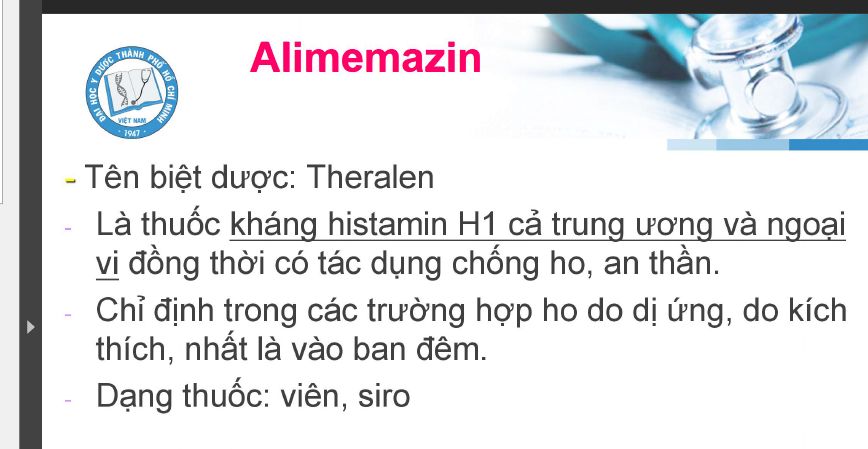 Alimemazin
ĐẠI HỌC Y DƯỢC THÀNH PHỐ HỒ CHÍ MINH
VIỆT NAM
1947
- Tên biệt dược: Theralen
- Là thuốc kháng histamin H1 cả trung ương và ngoại
vi đồng thời có tác dụng chống ho, an thần.
- Chỉ định trong các trường hợp ho do dị ứng, do kích
thích, nhất là vào ban đêm.
- Dạng thuốc: viên, siro